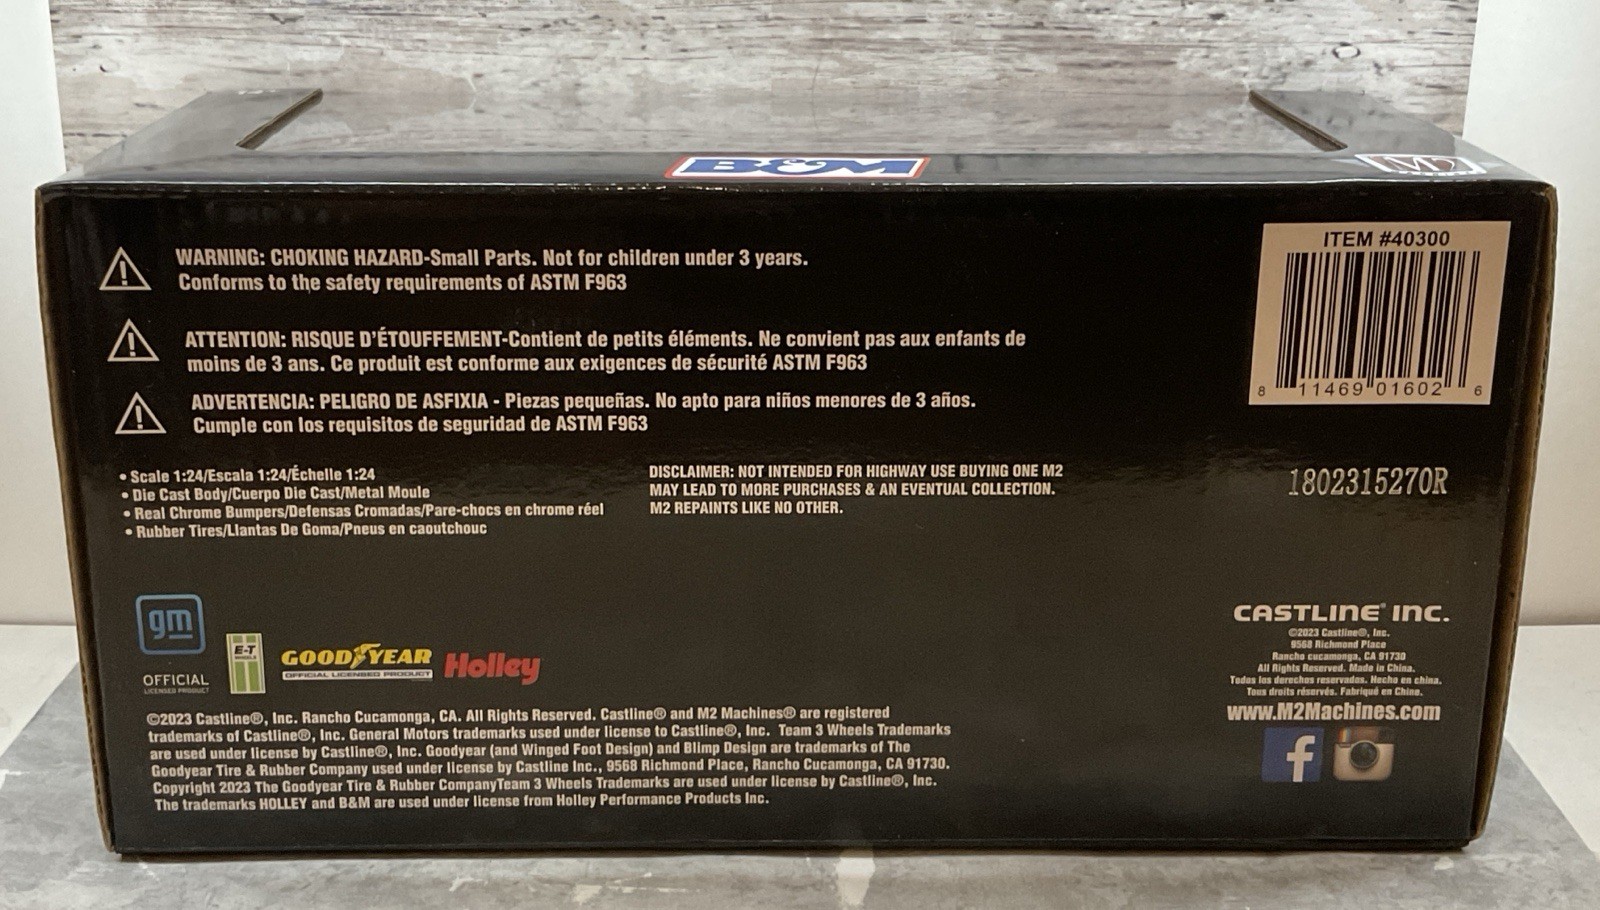 B&M
M2
WARNING: CHOKING HAZARD-Small Parts. Not for children under 3 years.
Conforms to the safety requirements of ASTM F963
ATTENTION: RISQUE D'ÉTOUFFEMENT-Contient de petits éléments. Ne convient pas aux enfants de
moins de 3 ans. Ce produit est conforme aux exigences de sécurité ASTM F963
ADVERTENCIA: PELIGRO DE ASFIXIA - Piezas pequeñas. No apto para niños menores de 3 años.
Cumple con los requisitos de seguridad de ASTM F963
ITEM #40300
8 11469 01602 6
• Scale 1:24/Escala 1:24/Échelle 1:24
• Die Cast Body/Cuerpo Die Cast/Metal Moule
• Real Chrome Bumpers/Defensas Cromadas/Pare-chocs en chrome réel
• Rubber Tires/Llantas De Goma/Pneus en caoutchouc
DISCLAIMER: NOT INTENDED FOR HIGHWAY USE BUYING ONE M2
MAY LEAD TO MORE PURCHASES & AN EVENTUAL COLLECTION.
M2 REPAINTS LIKE NO OTHER.
1802315270R
gm
OFFICIAL
LICENSED PRODUCT
E-T
WHEELS
GOODYEAR
OFFICIAL LICENSED PRODUCT
Holley
©2023 Castline®, Inc. Rancho Cucamonga, CA. All Rights Reserved. Castline® and M2 Machines® are registered
trademarks of Castline®, Inc. General Motors trademarks used under license to Castline®, Inc. Team 3 Wheels Trademarks
are used under license by Castline®, Inc. Goodyear (and Winged Foot Design) and Blimp Design are trademarks of The
Goodyear Tire & Rubber Company used under license by Castline Inc., 9568 Richmond Place, Rancho Cucamonga, CA 91730.
Copyright 2023 The Goodyear Tire & Rubber CompanyTeam 3 Wheels Trademarks are used under license by Castline®, Inc.
The trademarks HOLLEY and B&M are used under license from Holley Performance Products Inc.
CASTLINE® INC.
©2023 Castline®, Inc.
9568 Richmond Place
Rancho cucamonga, CA 91730
All Rights Reserved. Made in China.
Todos los derechos reservados. Hecho en china.
Tous droits réservés. Fabriqué en Chine.
www.M2Machines.com
f